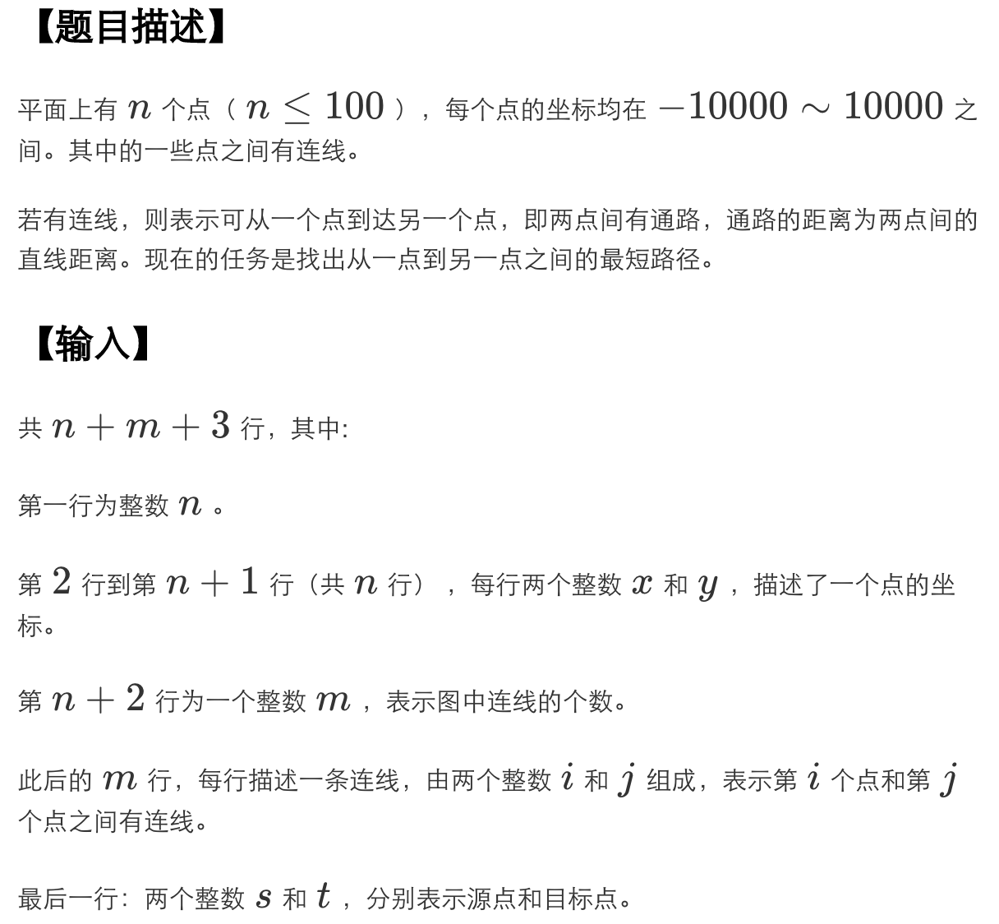 【题目描述】
平面上有 n 个点（ n ≤ 100 ），每个点的坐标均在 −10000 ∼ 10000 之
间。其中的一些点之间有连线。
若有连线，则表示可从一个点到达另一个点，即两点间有通路，通路的距离为两点间的
直线距离。现在的任务是找出从一点到另一点之间的最短路径。
【输入】
共 n + m + 3 行，其中:
第一行为整数 n 。
第 2 行到第 n + 1 行（共 n 行） ，每行两个整数 x 和 y ，描述了一个点的坐
标。
第 n + 2 行为一个整数 m ，表示图中连线的个数。
此后的 m 行，每行描述一条连线，由两个整数 i 和 j 组成，表示第 i 个点和第 j
个点之间有连线。
最后一行：两个整数 s 和 t ，分别表示源点和目标点。